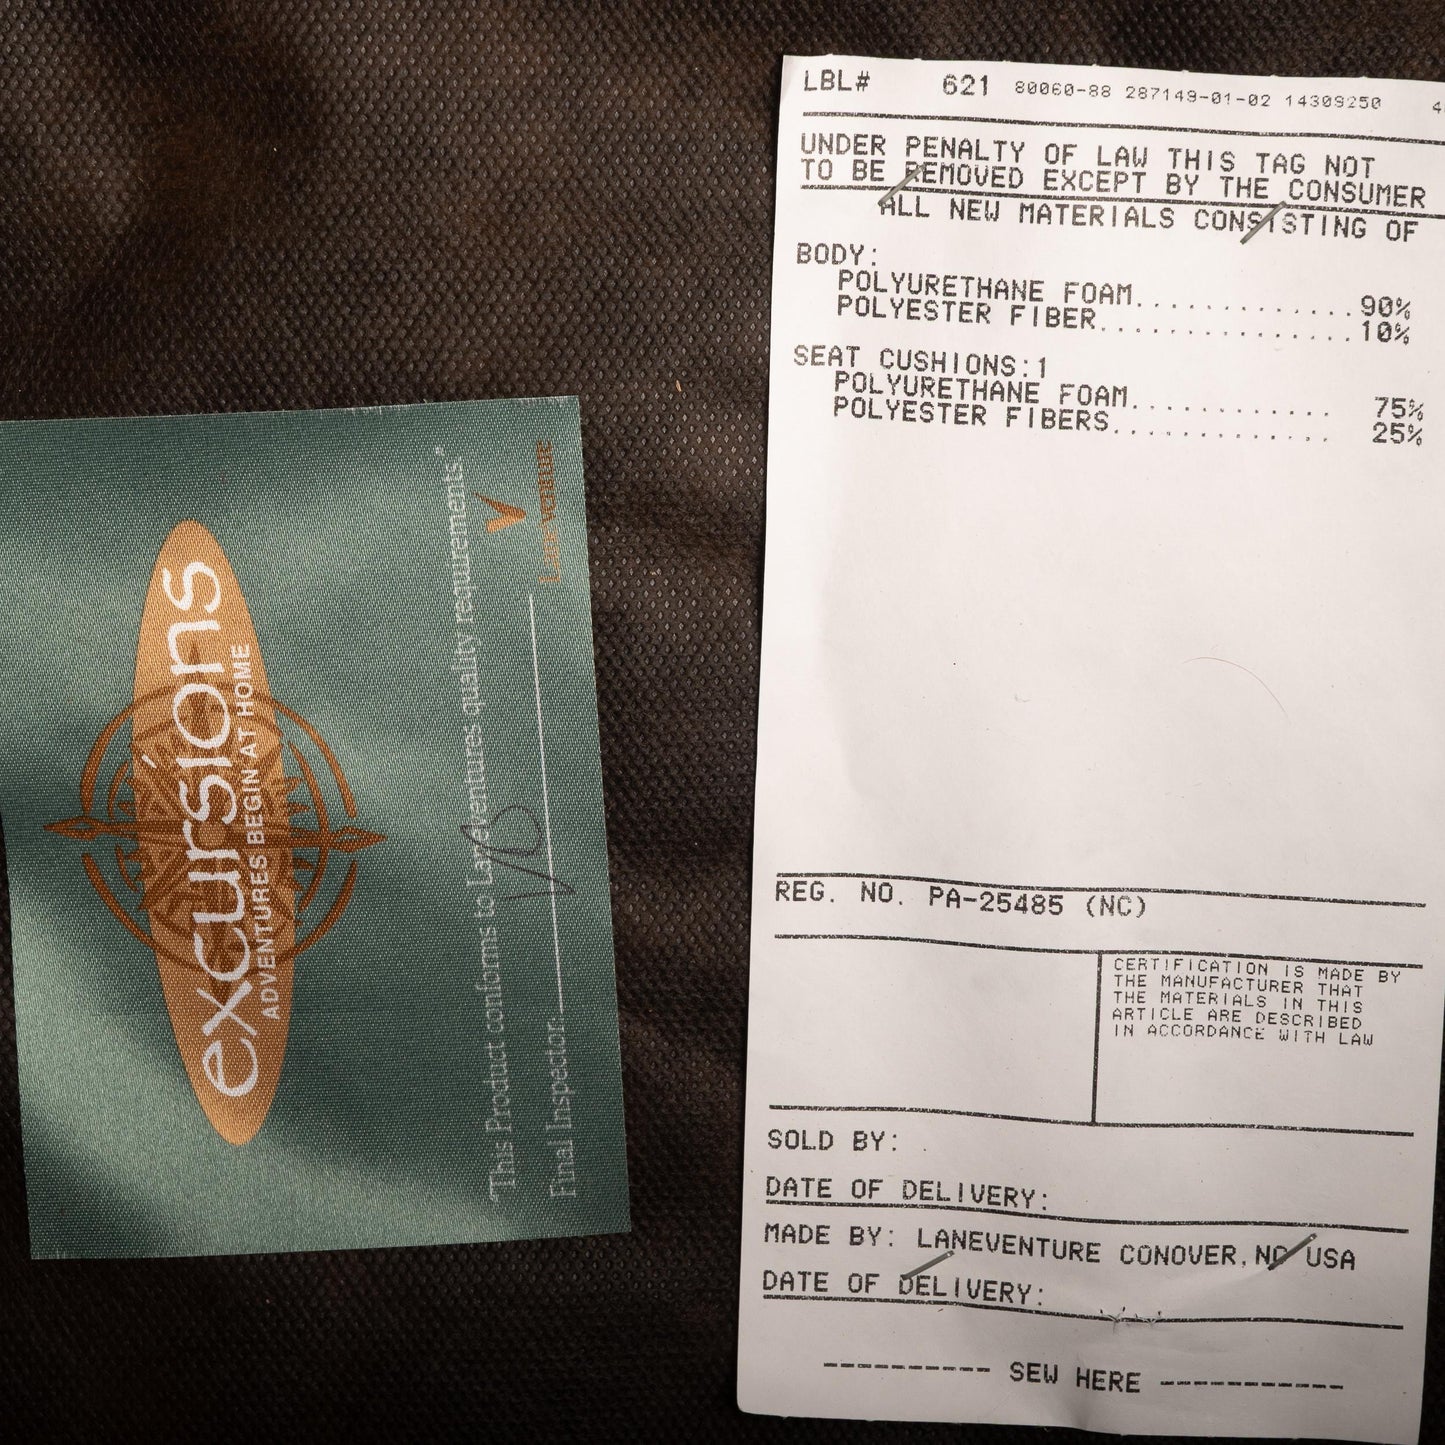 excursions
ADVENTURES BEGIN AT HOME
"This Product conforms to Laneventures quality requirements."
Final Inspector
LANE VENTURE
LBL# 621 80060-88 287149-01-02 14309250
UNDER PENALTY OF LAW THIS TAG NOT
TO BE REMOVED EXCEPT BY THE CONSUMER
ALL NEW MATERIALS CONSISTING OF
BODY:
POLYURETHANE FOAM.............90%
POLYESTER FIBER...............10%
SEAT CUSHIONS:1
POLYURETHANE FOAM............ 75%
POLYESTER FIBERS............. 25%
REG. NO. PA-25485 (NC)
CERTIFICATION IS MADE BY
THE MANUFACTURER THAT
THE MATERIALS IN THIS
ARTICLE ARE DESCRIBED
IN ACCORDANCE WITH LAW
SOLD BY:
DATE OF DELIVERY:
MADE BY: LANEVENTURE CONOVER,NC USA
DATE OF DELIVERY:
----------- SEW HERE ------------